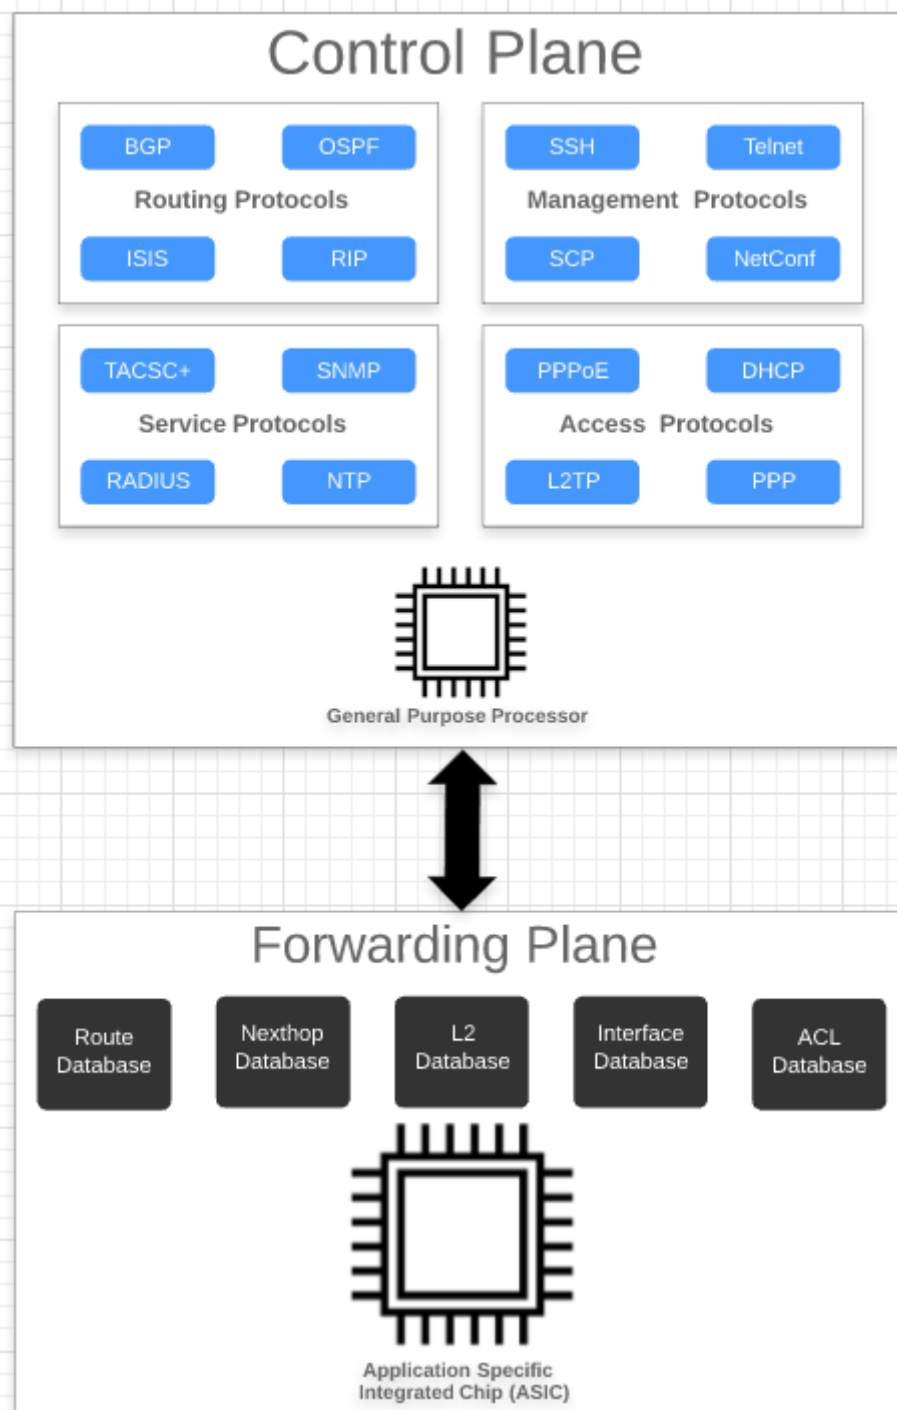 Control Plane
BGP
OSPF
Routing Protocols
ISIS
RIP
SSH
Telnet
Management Protocols
SCP
NetConf
TACSC+
SNMP
Service Protocols
RADIUS
NTP
PPPoE
DHCP
Access Protocols
L2TP
PPP
General Purpose Processor
Forwarding Plane
Route
Database
Nexthop
Database
L2
Database
Interface
Database
ACL
Database
Application Specific
Integrated Chip (ASIC)